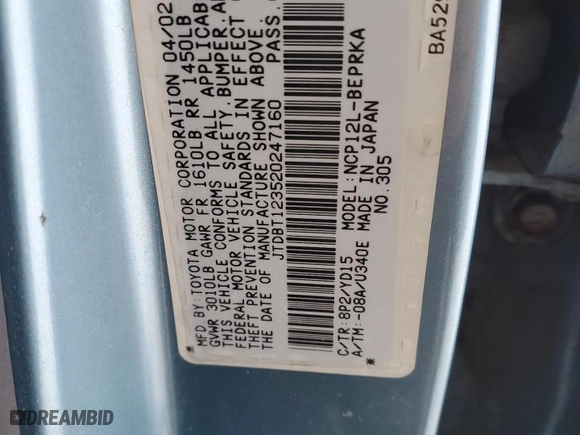 MFD BY:TOYOTA MOTOR CORPORATION 04/02
GVWR 3010LB GAWR FR 1610LB RR 1450LB
THIS VEHICLE CONFORMS TO ALL APPLICAB
FEDERAL MOTOR VEHICLE SAFETY,BUMPER,AN
THEFT PREVENTION STANDARDS IN EFFECT
THE DATE OF MANUFACTURE SHOWN ABOVE.
JTDBT123520247160 PASS.C
C/TR:8P2/YD15 MODEL:NCP12L-BEPRKA
A/TM:-08A/U340E MADE IN JAPAN
NO.305
BA529
DREAMBID